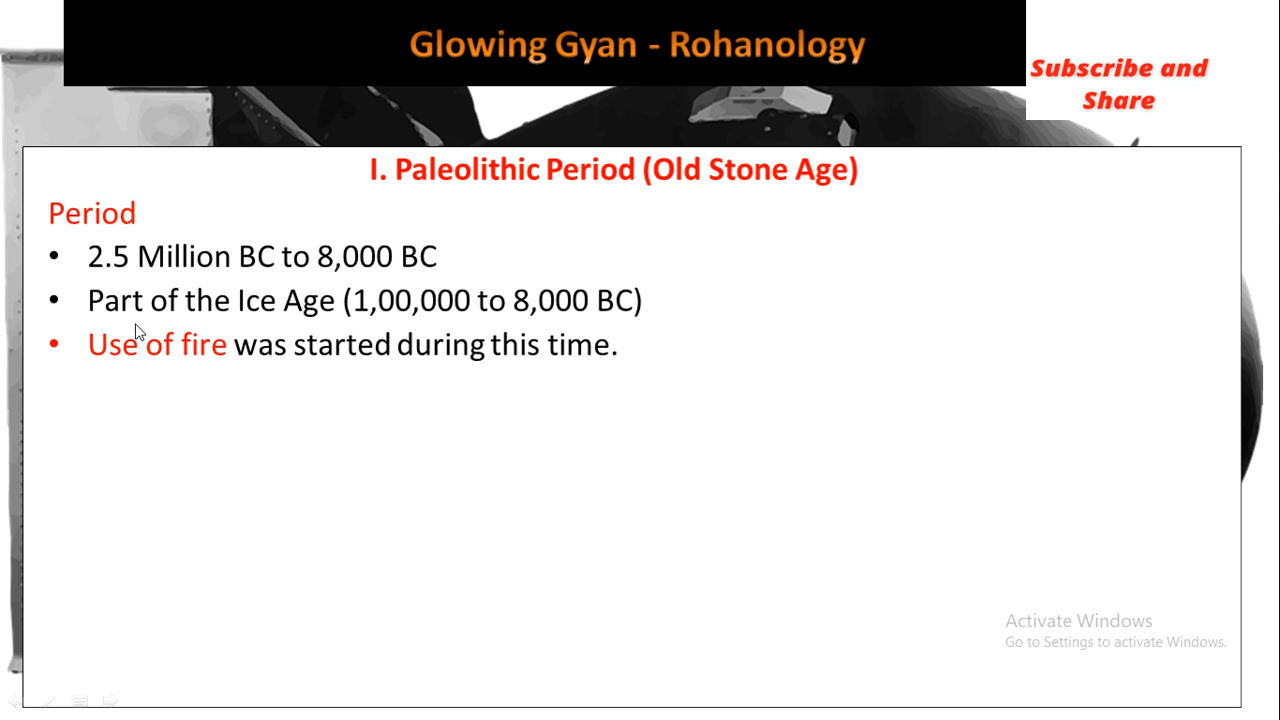 Glowing Gyan - Rohanology
Subscribe and
Share
I. Paleolithic Period (Old Stone Age)
Period
• 2.5 Million BC to 8,000 BC
• Part of the Ice Age (1,00,000 to 8,000 BC)
• Use of fire was started during this time.
Activate Windows
Go to Settings to activate Windows.